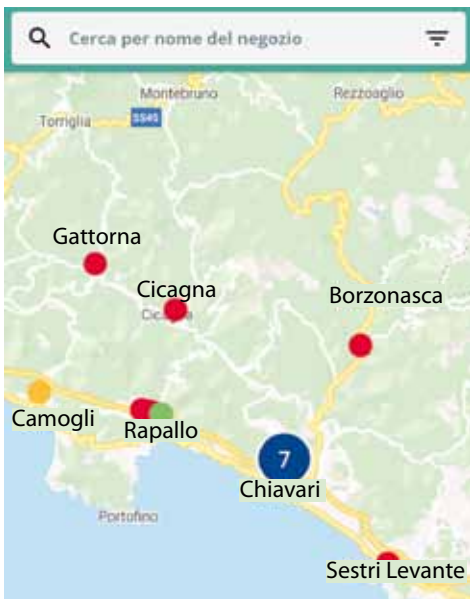 Cerca per nome del negozio
Montebruno
Rezzoaglio
Torriglia
SS45
Gattorna
Cicagna
Borzonasca
Cicagna
Camogli
Rapallo
7
Chiavari
Portofino
Sestri Levante